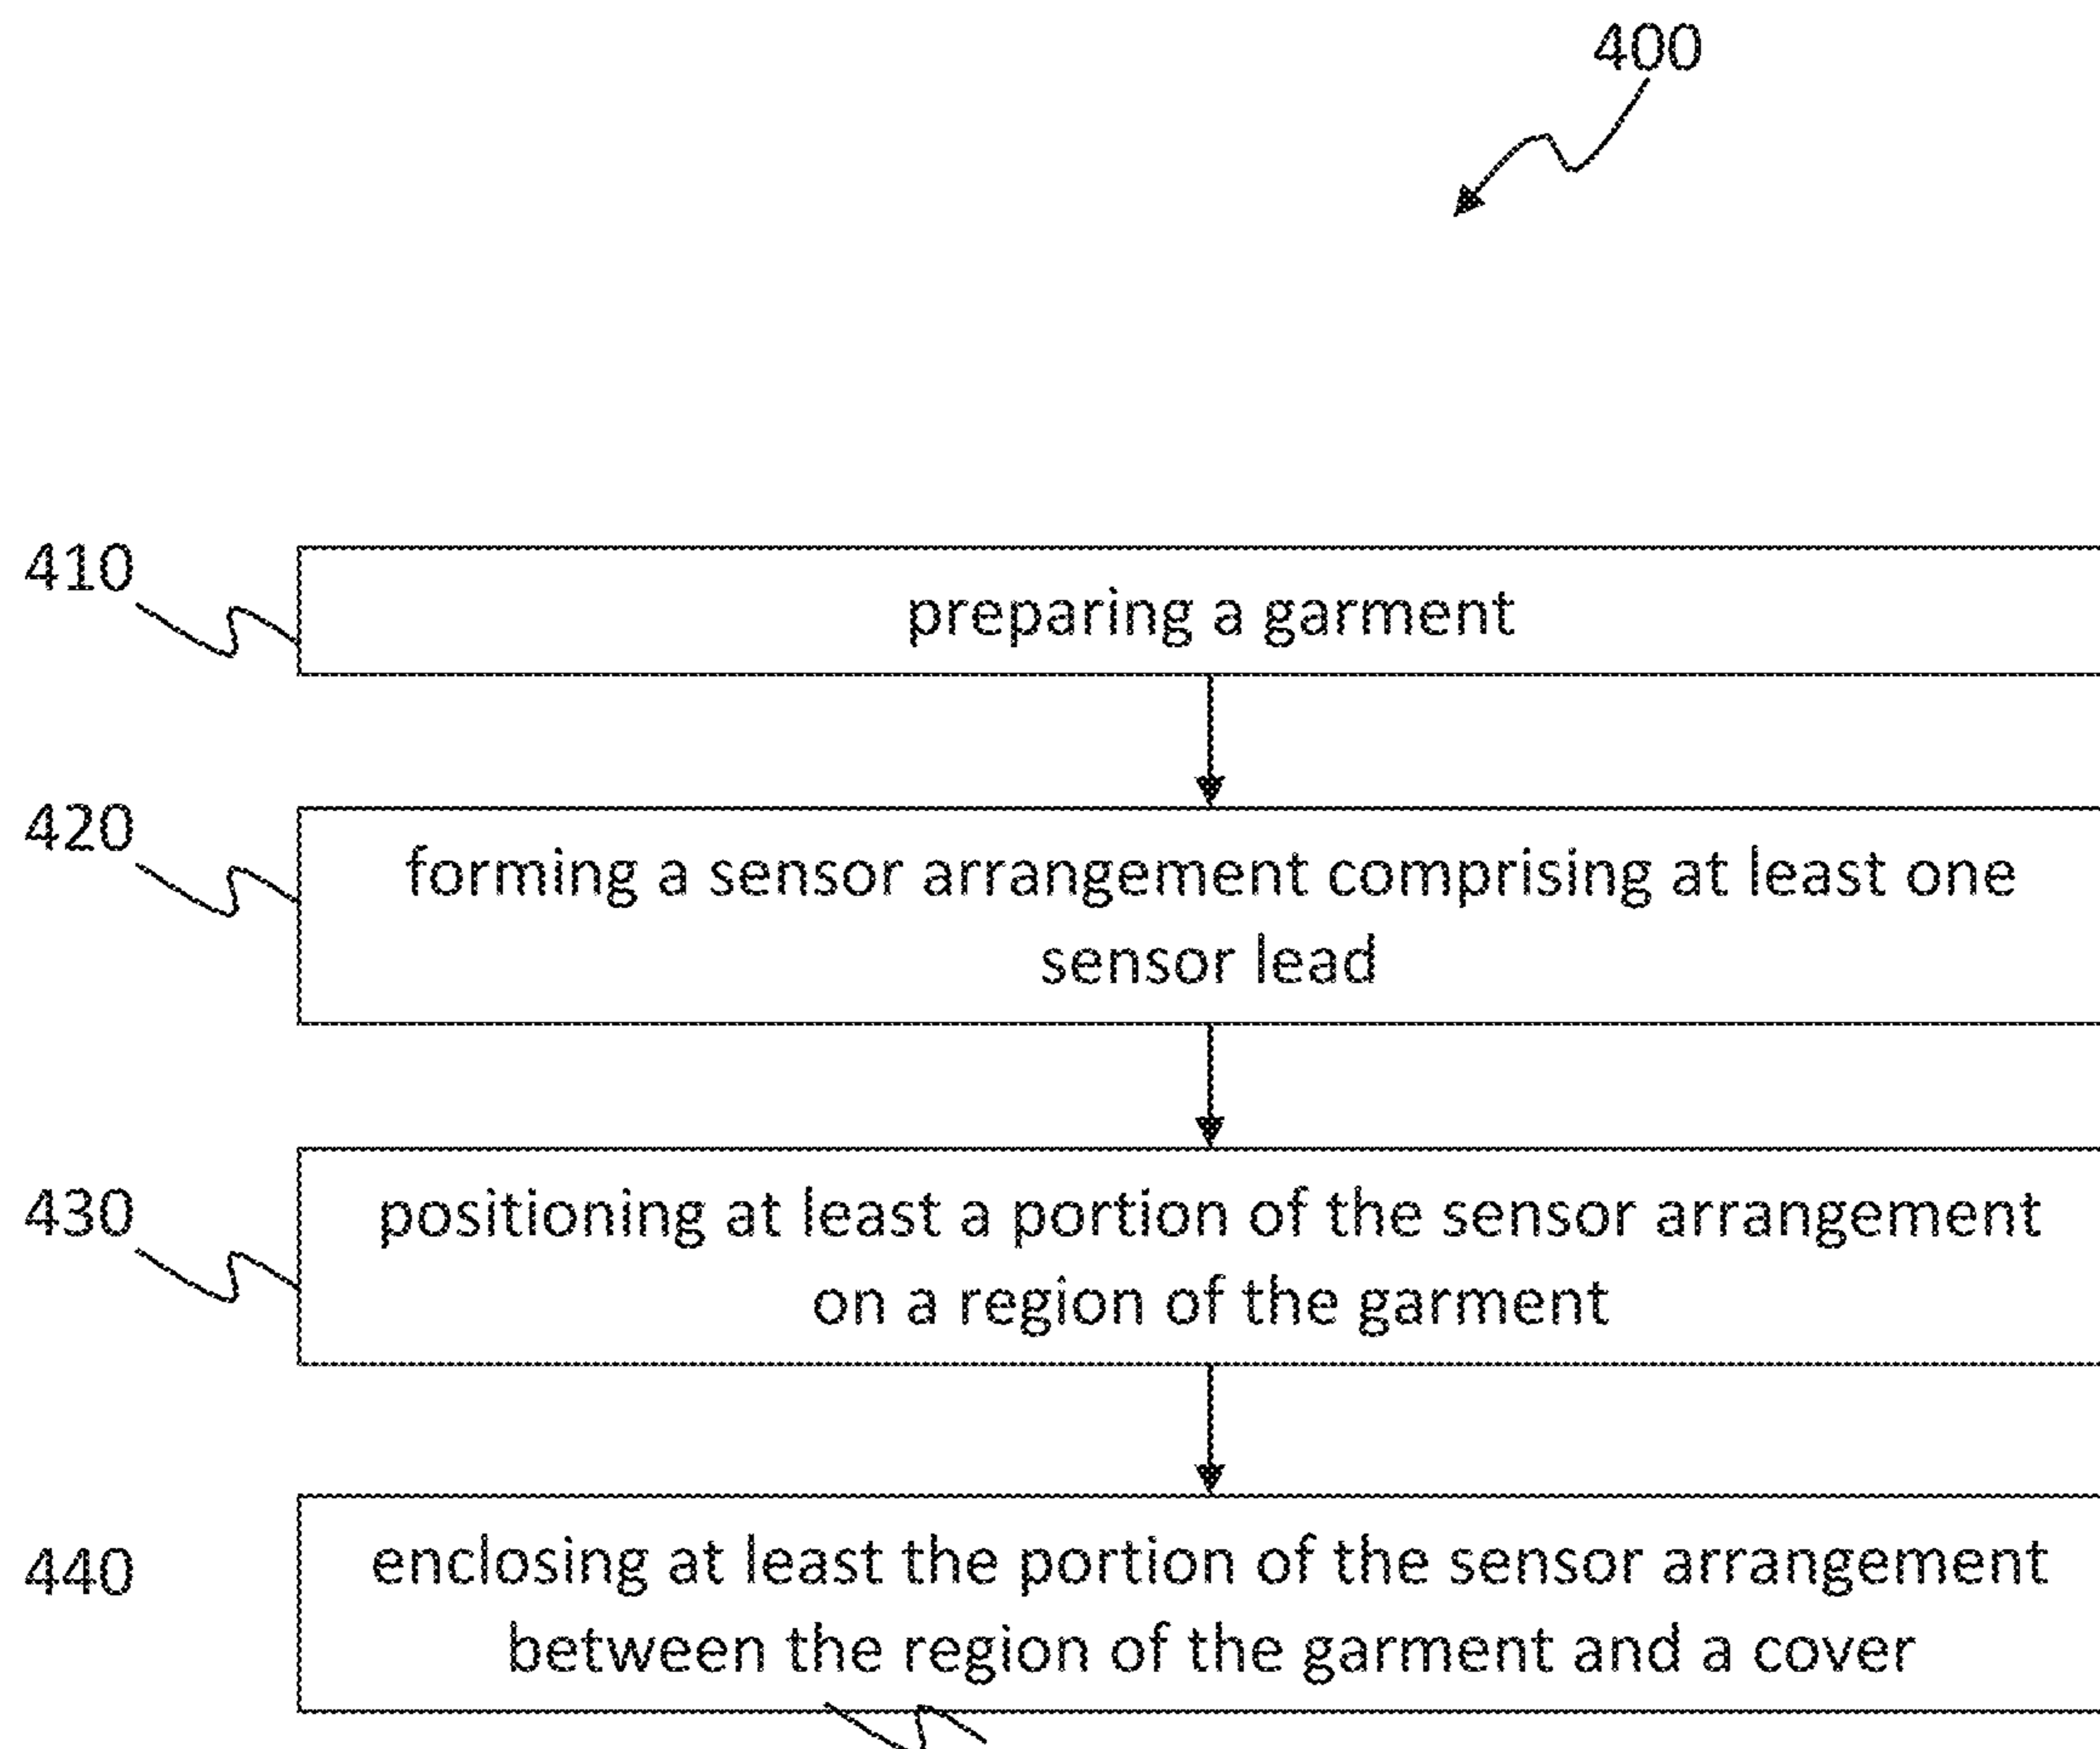 400
410
preparing a garment
420
forming a sensor arrangement comprising at least one
sensor lead
430
positioning at least a portion of the sensor arrangement
on a region of the garment
440
enclosing at least the portion of the sensor arrangement
between the region of the garment and a cover